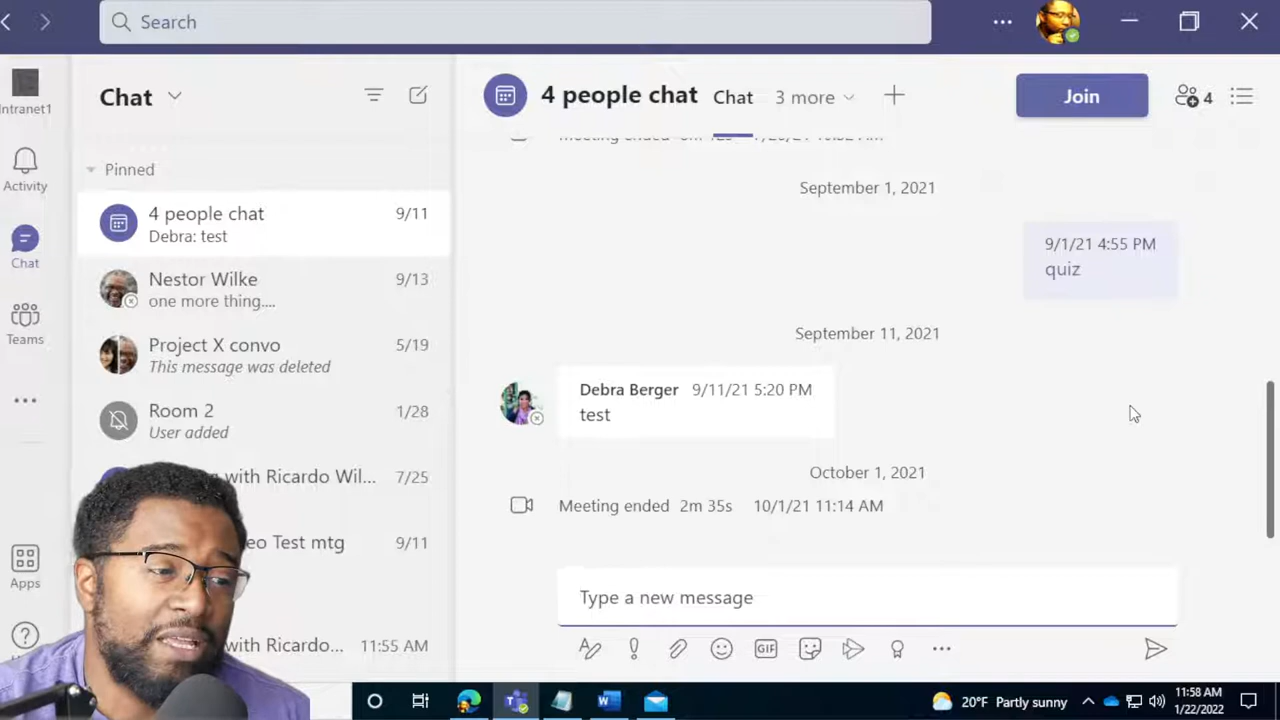 Search
Intranet1
Activity
Chat
Teams
Apps
Chat
Pinned
4 people chat 9/11
Debra: test
Nestor Wilke 9/13
one more thing....
Project X convo 5/19
This message was deleted
Room 2 1/28
User added
with Ricardo Wil... 7/25
Test mtg 9/11
with Ricardo... 11:55 AM
4 people chat Chat 3 more Join 4
September 1, 2021
9/1/21 4:55 PM
quiz
September 11, 2021
Debra Berger 9/11/21 5:20 PM
test
October 1, 2021
Meeting ended 2m 35s 10/1/21 11:14 AM
Type a new message
GIF
20°F Partly sunny
11:58 AM
1/22/2022